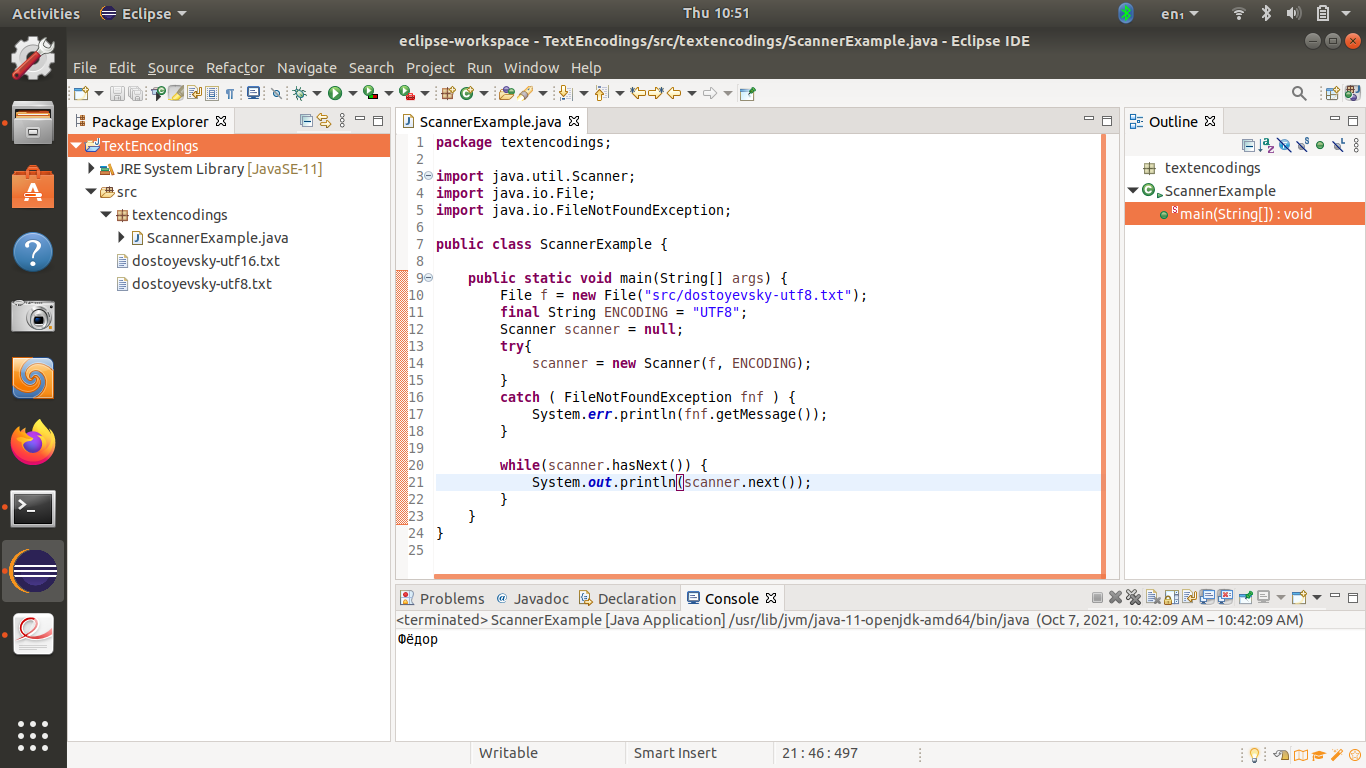 Activities Eclipse Thu 10:51 en₁
eclipse-workspace - TextEncodings/src/textencodings/ScannerExample.java - Eclipse IDE
File Edit Source Refactor Navigate Search Project Run Window Help
Package Explorer
TextEncodings
JRE System Library [JavaSE-11]
src
textencodings
ScannerExample.java
dostoyevsky-utf16.txt
dostoyevsky-utf8.txt
ScannerExample.java
1 package textencodings;
2
3 import java.util.Scanner;
4 import java.io.File;
5 import java.io.FileNotFoundException;
6
7 public class ScannerExample {
8
9 public static void main(String[] args) {
10 File f = new File("src/dostoyevsky-utf8.txt");
11 final String ENCODING = "UTF8";
12 Scanner scanner = null;
13 try{
14 scanner = new Scanner(f, ENCODING);
15 }
16 catch ( FileNotFoundException fnf ) {
17 System.err.println(fnf.getMessage());
18 }
19
20 while(scanner.hasNext()) {
21 System.out.println(scanner.next());
22 }
23 }
24 }
25
Outline
textencodings
ScannerExample
main(String[]) : void
Problems @ Javadoc Declaration Console
<terminated> ScannerExample [Java Application] /usr/lib/jvm/java-11-openjdk-amd64/bin/java (Oct 7, 2021, 10:42:09 AM – 10:42:09 AM)
Фёдор
Writable Smart Insert 21 : 46 : 497